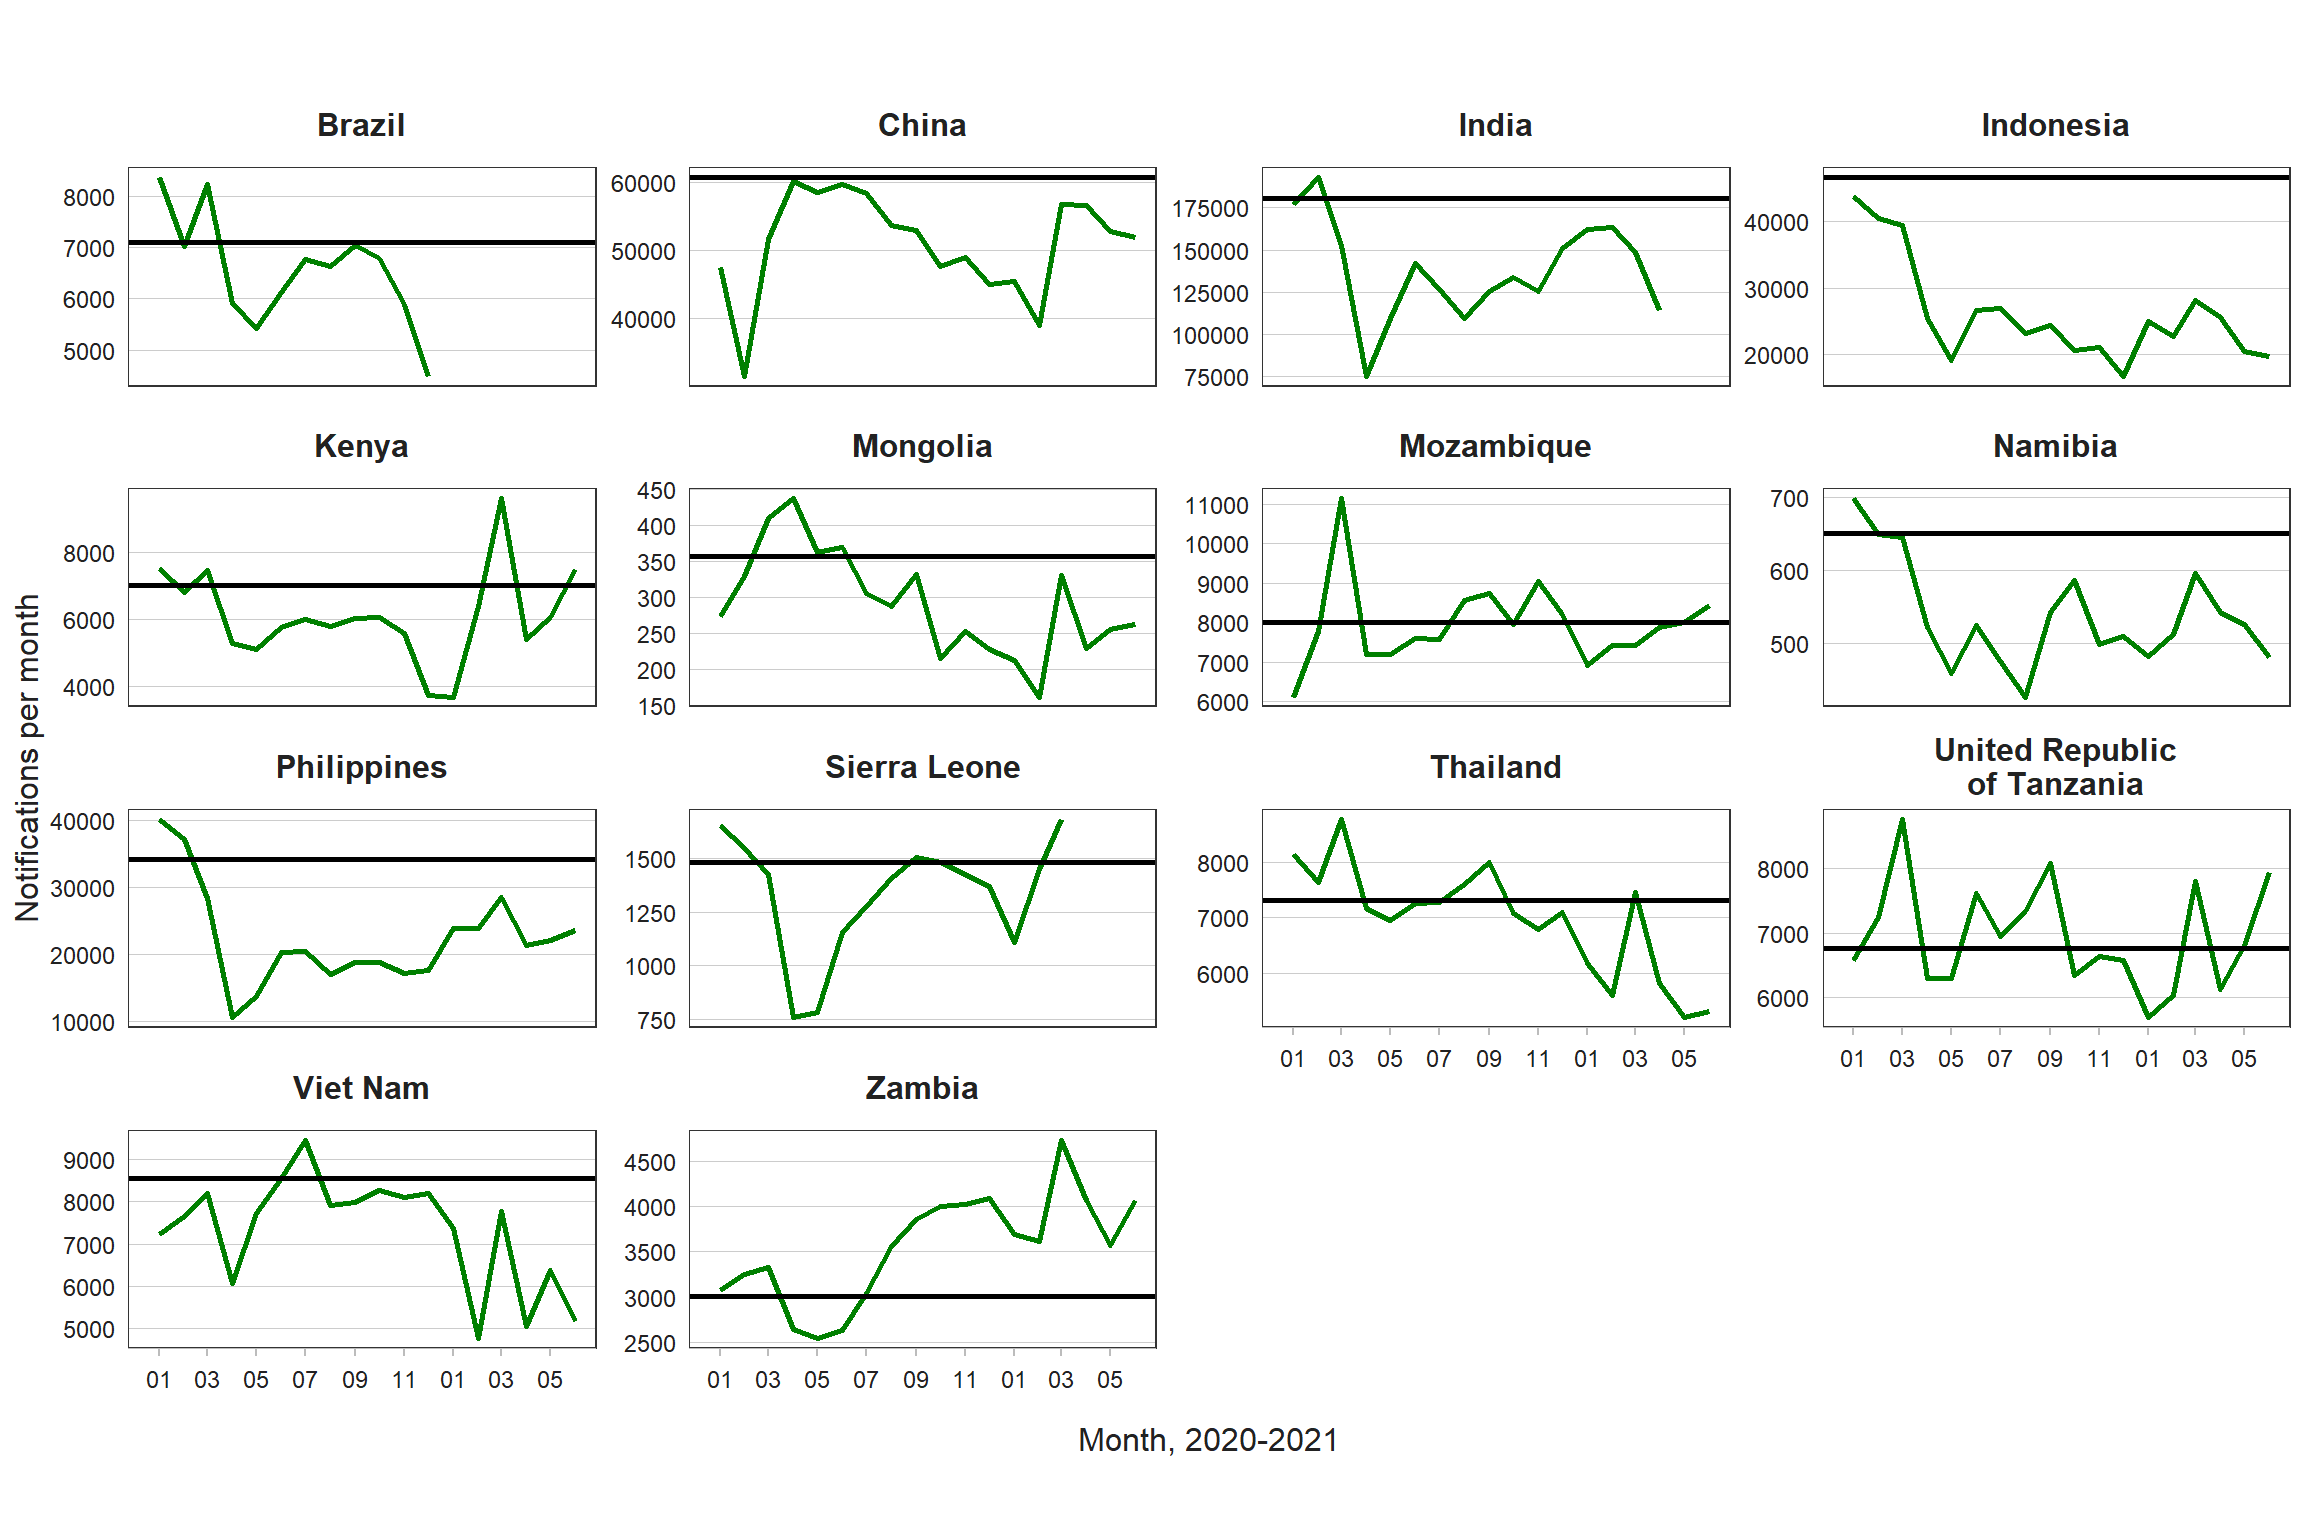 Brazil
China
India
Indonesia
8000
7000
6000
5000
60000
50000
40000
175000
150000
125000
100000
75000
40000
30000
20000
Kenya
Mongolia
Mozambique
Namibia
8000
6000
4000
450
400
350
300
250
200
150
11000
10000
9000
8000
7000
6000
700
600
500
Notifications per month
Philippines
Sierra Leone
Thailand
United Republic
of Tanzania
40000
30000
20000
10000
1500
1250
1000
750
8000
7000
6000
01 03 05 07 09 11 01 03 05
8000
7000
6000
01 03 05 07 09 11 01 03 05
Viet Nam
Zambia
9000
8000
7000
6000
5000
01 03 05 07 09 11 01 03 05
4500
4000
3500
3000
2500
01 03 05 07 09 11 01 03 05
Month, 2020-2021